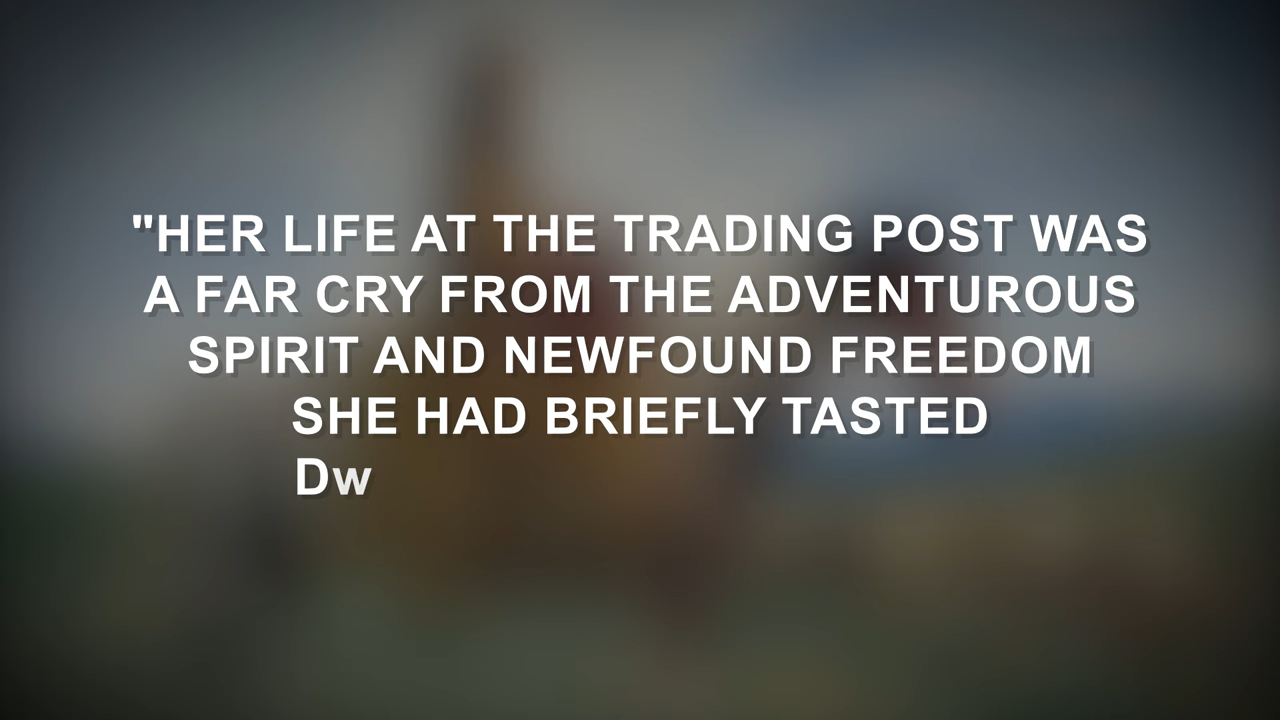 "HER LIFE AT THE TRADING POST WAS
A FAR CRY FROM THE ADVENTUROUS
SPIRIT AND NEWFOUND FREEDOM
SHE HAD BRIEFLY TASTED
Dw